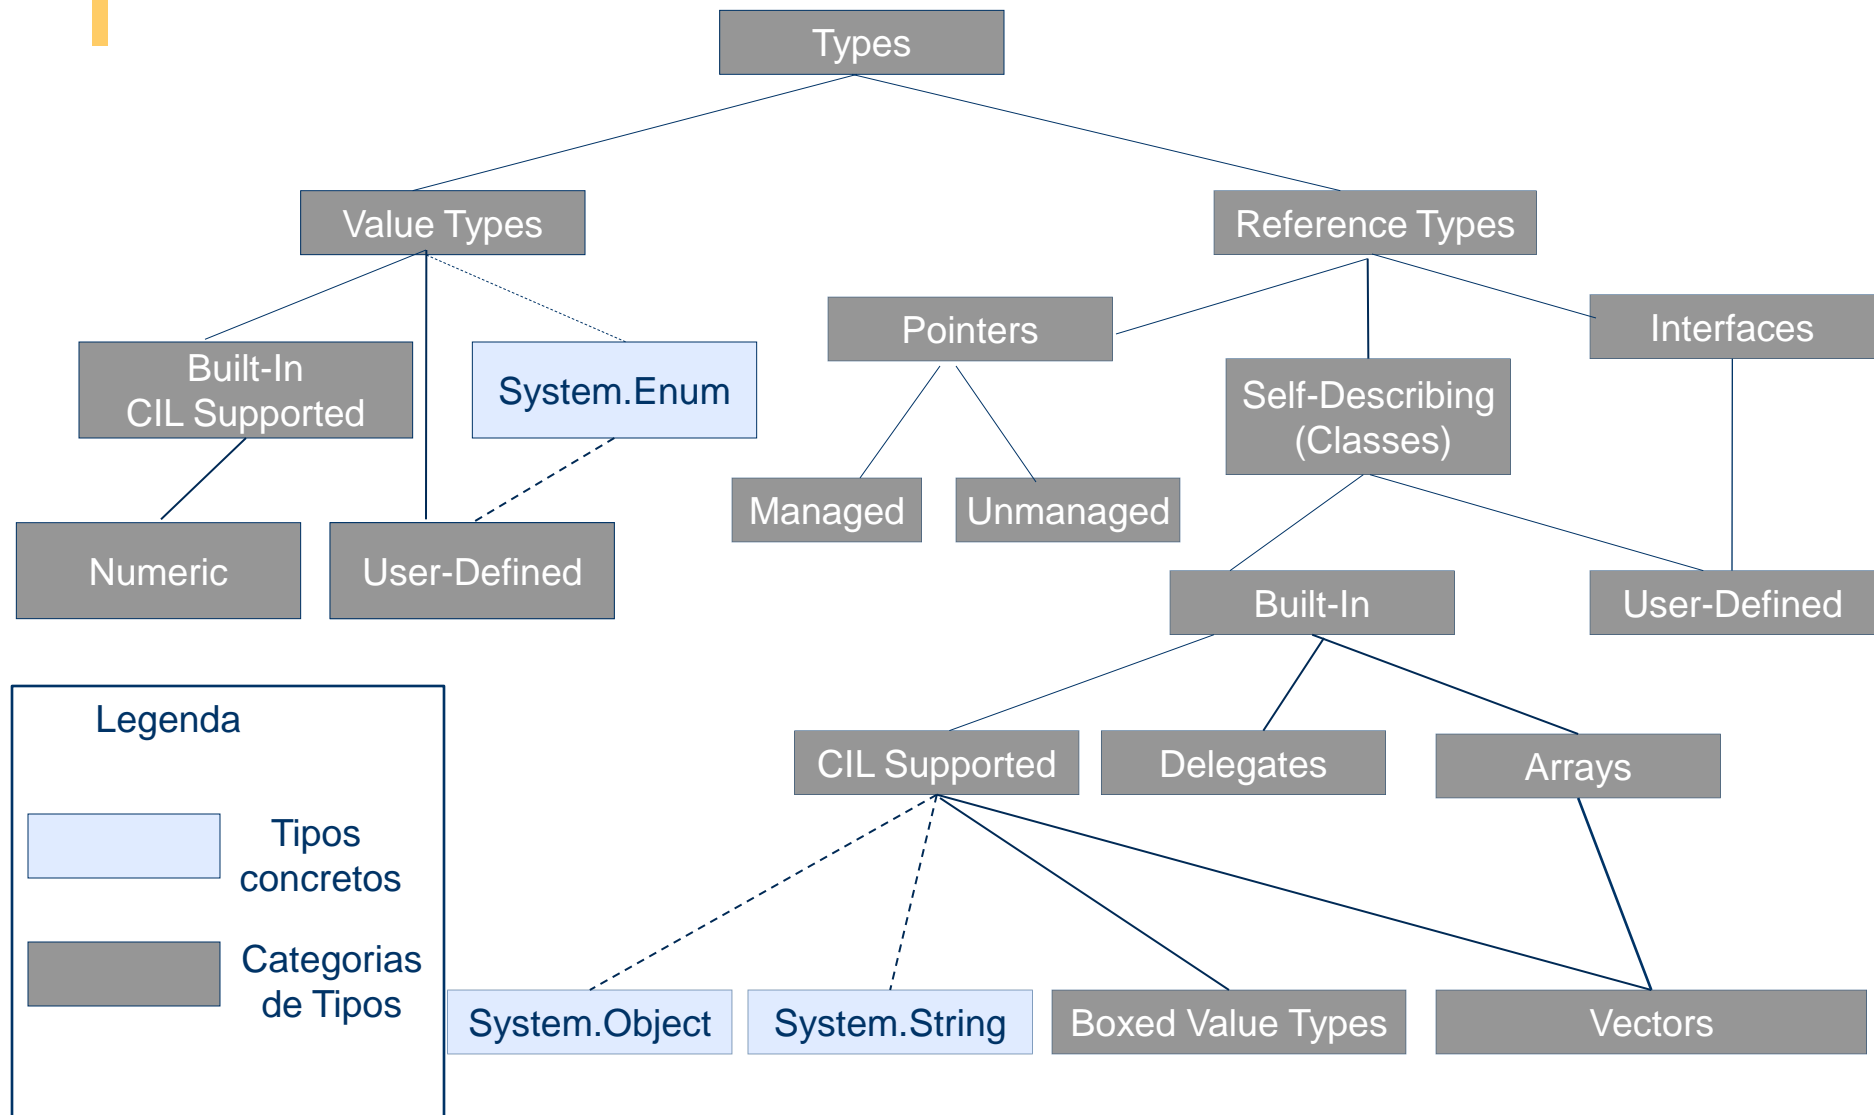 Types
Value Types
Reference Types
Pointers
Interfaces
Built-In
CIL Supported
System.Enum
Self-Describing
(Classes)
Managed
Unmanaged
Numeric
User-Defined
Built-In
User-Defined
Legenda
CIL Supported
Delegates
Arrays
Tipos
concretos
Categorias
de Tipos
System.Object
System.String
Boxed Value Types
Vectors